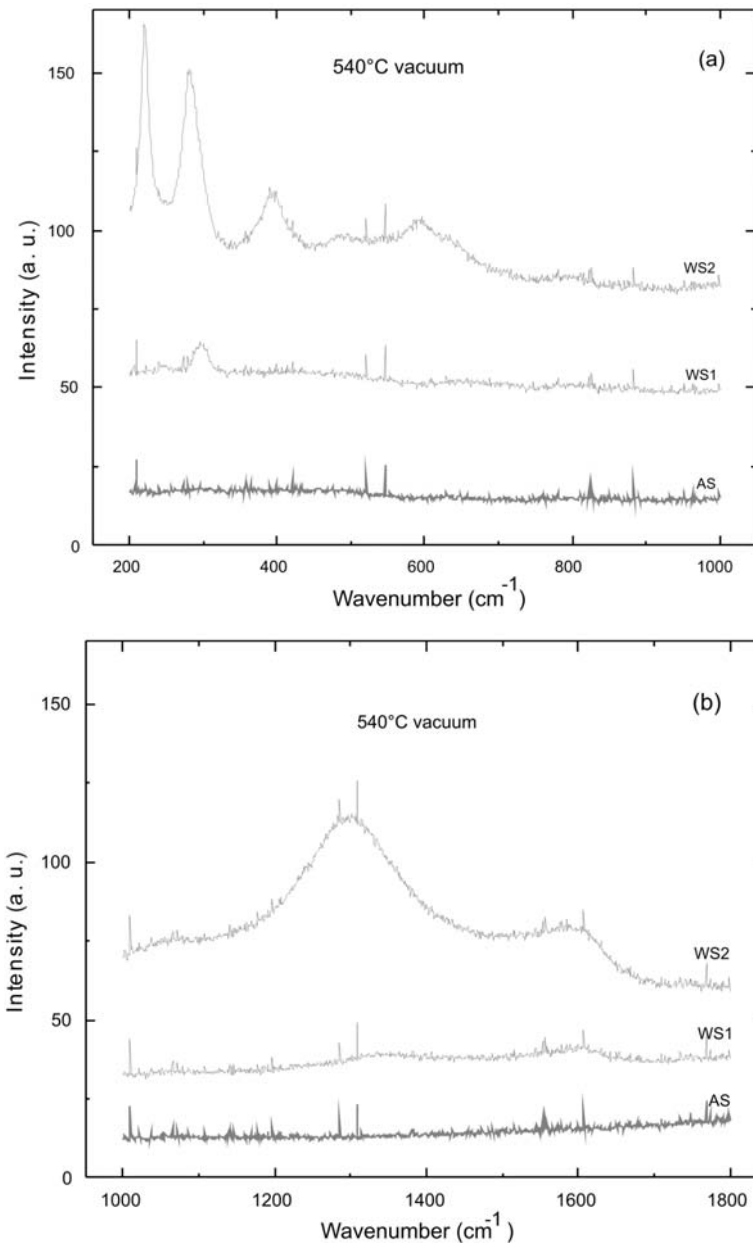 (a)
540°C vacuum
150
100
50
0
Intensity (a. u.)
WS2
WS1
AS
200 400 600 800 1000
Wavenumber (cm-1)
(b)
540°C vacuum
150
100
50
0
Intensity (a. u.)
WS2
WS1
AS
1000 1200 1400 1600 1800
Wavenumber (cm-1)